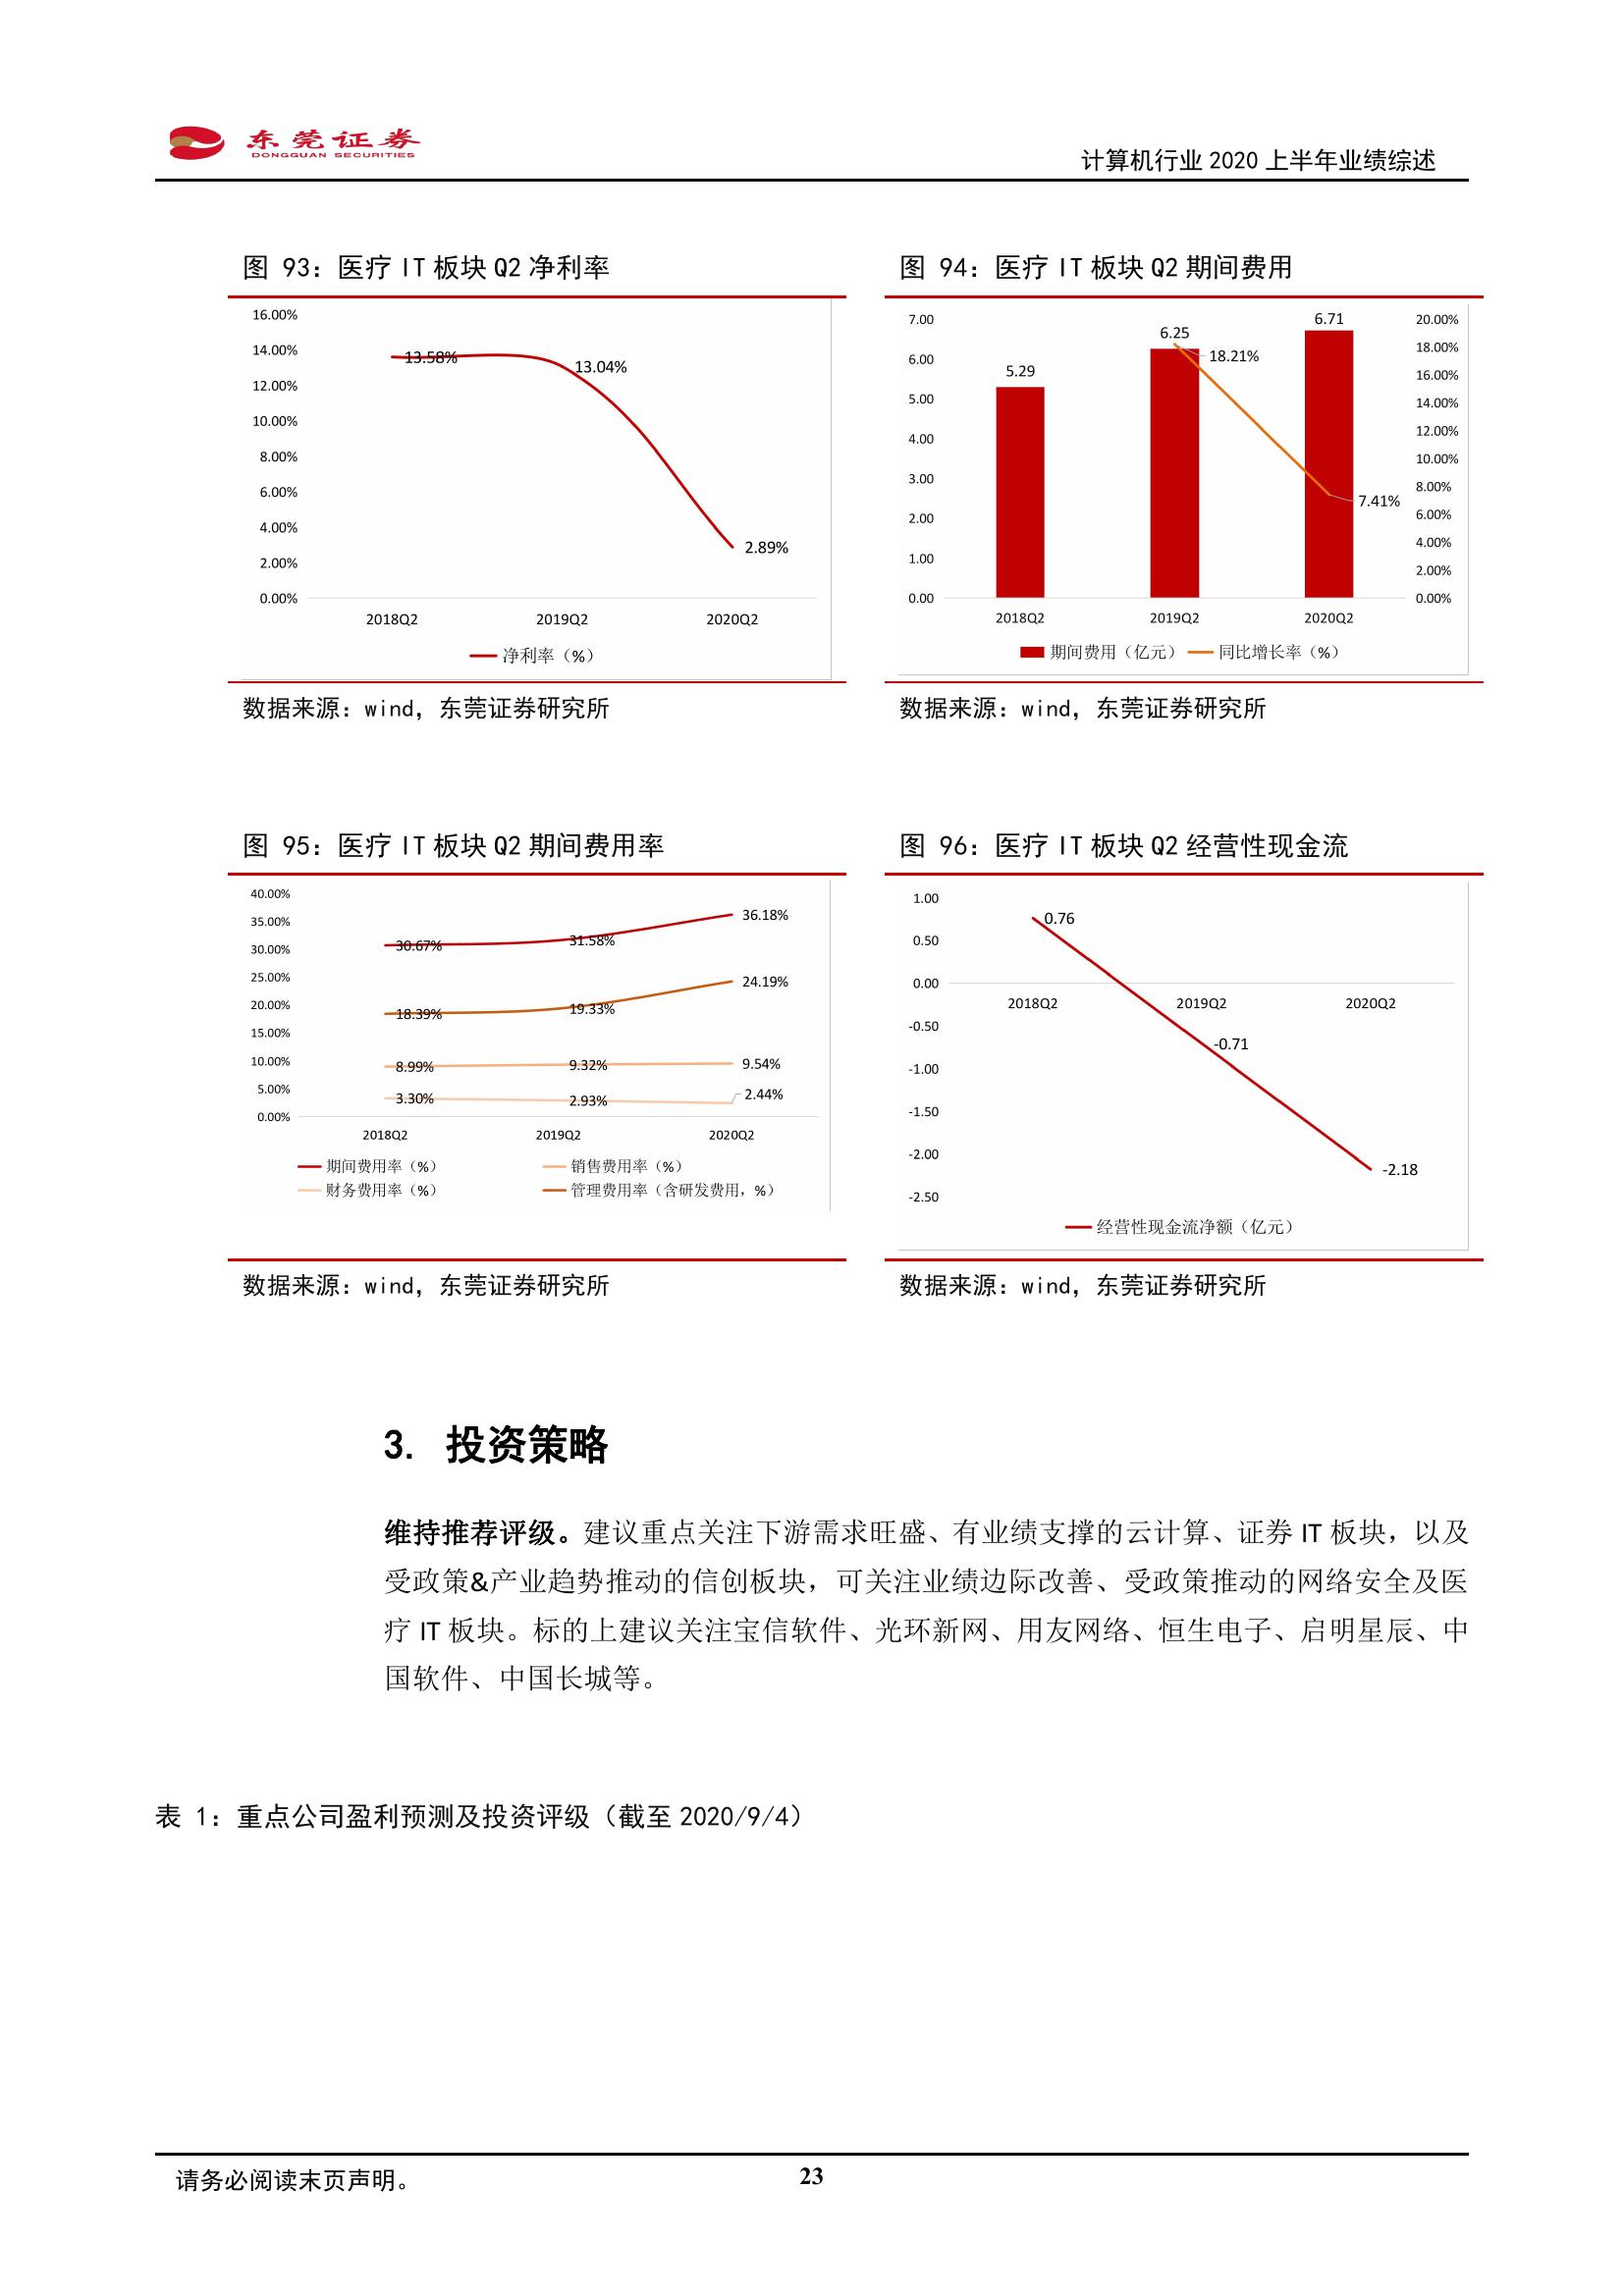 东莞证券
DONGGUAN SECURITIES
计算机行业 2020 上半年业绩综述
图 93：医疗 IT 板块 Q2 净利率
16.00%
14.00%
12.00%
10.00%
8.00%
6.00%
4.00%
2.00%
0.00%
13.58%
13.04%
2.89%
2018Q2 2019Q2 2020Q2
净利率（%）
数据来源：wind，东莞证券研究所
图 94：医疗 IT 板块 Q2 期间费用
7.00
6.00
5.00
4.00
3.00
2.00
1.00
0.00
5.29
6.25
6.71
18.21%
7.41%
20.00%
18.00%
16.00%
14.00%
12.00%
10.00%
8.00%
6.00%
4.00%
2.00%
0.00%
2018Q2 2019Q2 2020Q2
期间费用（亿元） 同比增长率（%）
数据来源：wind，东莞证券研究所
图 95：医疗 IT 板块 Q2 期间费用率
40.00%
35.00%
30.00%
25.00%
20.00%
15.00%
10.00%
5.00%
0.00%
30.67% 31.58% 36.18%
18.39% 19.33% 24.19%
8.99% 9.32% 9.54%
3.30% 2.93% 2.44%
2018Q2 2019Q2 2020Q2
期间费用率（%） 销售费用率（%）
财务费用率（%） 管理费用率（含研发费用，%）
数据来源：wind，东莞证券研究所
图 96：医疗 IT 板块 Q2 经营性现金流
1.00
0.50
0.00
-0.50
-1.00
-1.50
-2.00
-2.50
0.76
-0.71
-2.18
2018Q2 2019Q2 2020Q2
经营性现金流净额（亿元）
数据来源：wind，东莞证券研究所
3. 投资策略
维持推荐评级。建议重点关注下游需求旺盛、有业绩支撑的云计算、证券 IT 板块，以及
受政策&产业趋势推动的信创板块，可关注业绩边际改善、受政策推动的网络安全及医
疗 IT 板块。标的上建议关注宝信软件、光环新网、用友网络、恒生电子、启明星辰、中
国软件、中国长城等。
表 1：重点公司盈利预测及投资评级（截至 2020/9/4）
请务必阅读末页声明。
23